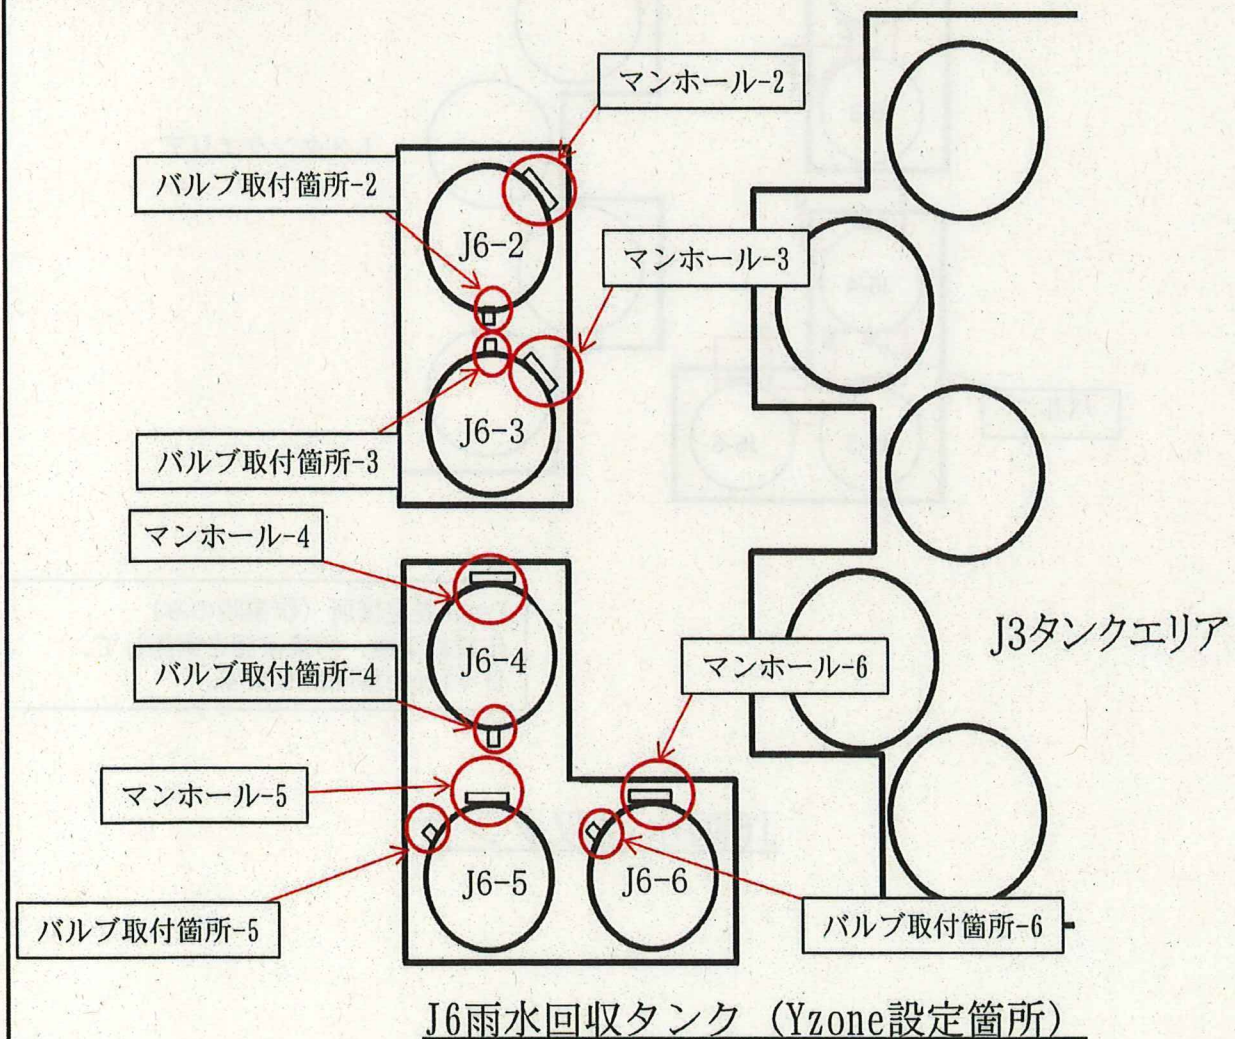 マンホール-2
バルブ取付箇所-2
J6-2
マンホール-3
J6-3
バルブ取付箇所-3
マンホール-4
J6-4
バルブ取付箇所-4
マンホール-6
J3タンクエリア
マンホール-5
J6-5
J6-6
バルブ取付箇所-5
バルブ取付箇所-6
J6雨水回収タンク（Yzone設定箇所）